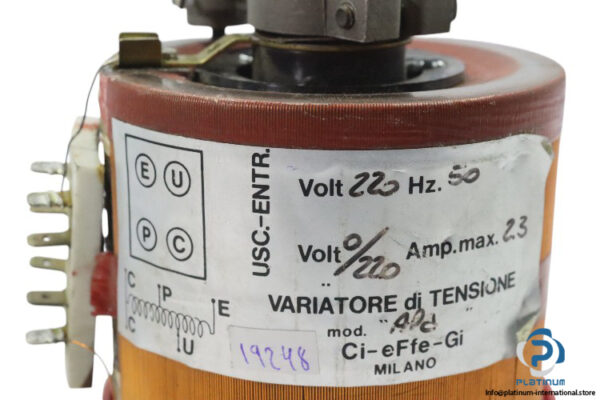 E U
P C
USC.-ENTR.
Volt 220 Hz. 50
Volt 0/220 Amp.max. 2.3
VARIATORE di TENSIONE
mod.
Ci-eFfe-Gi
MILANO
C P E
C U
19248
PLATINUM
Info@platinum-international.store